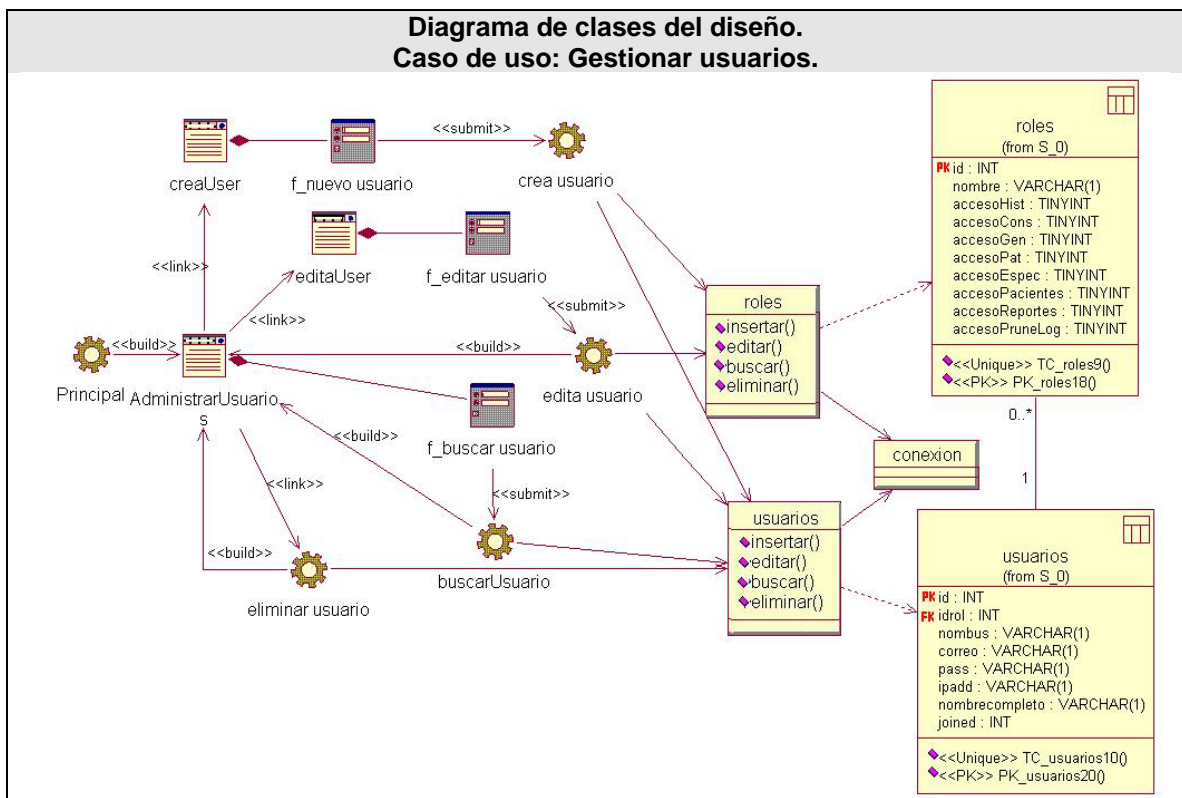 Diagrama de clases del diseño.
Caso de uso: Gestionar usuarios.
creaUser
f_nuevo usuario
<<submit>>
crea usuario
<<link>>
editaUser
f_editar usuario
<<link>>
<<submit>>
<<build>>
Principal
AdministrarUsuario
s
<<build>>
edita usuario
f_buscar usuario
<<build>>
<<link>>
<<submit>>
<<build>>
eliminar usuario
buscarUsuario
roles
insertar()
editar()
buscar()
eliminar()
conexion
usuarios
insertar()
editar()
buscar()
eliminar()
roles
(from S_0)
PK id : INT
nombre : VARCHAR(1)
accesoHist : TINYINT
accesoCons : TINYINT
accesoGen : TINYINT
accesoPat : TINYINT
accesoEspec : TINYINT
accesoPacientes : TINYINT
accesoReportes : TINYINT
accesoPruneLog : TINYINT
<<Unique>> TC_roles9()
<<PK>> PK_roles18()
0..*
1
usuarios
(from S_0)
PK id : INT
FK idrol : INT
nombus : VARCHAR(1)
correo : VARCHAR(1)
pass : VARCHAR(1)
ipadd : VARCHAR(1)
nombrecompleto : VARCHAR(1)
joined : INT
<<Unique>> TC_usuarios10()
<<PK>> PK_usuarios20()